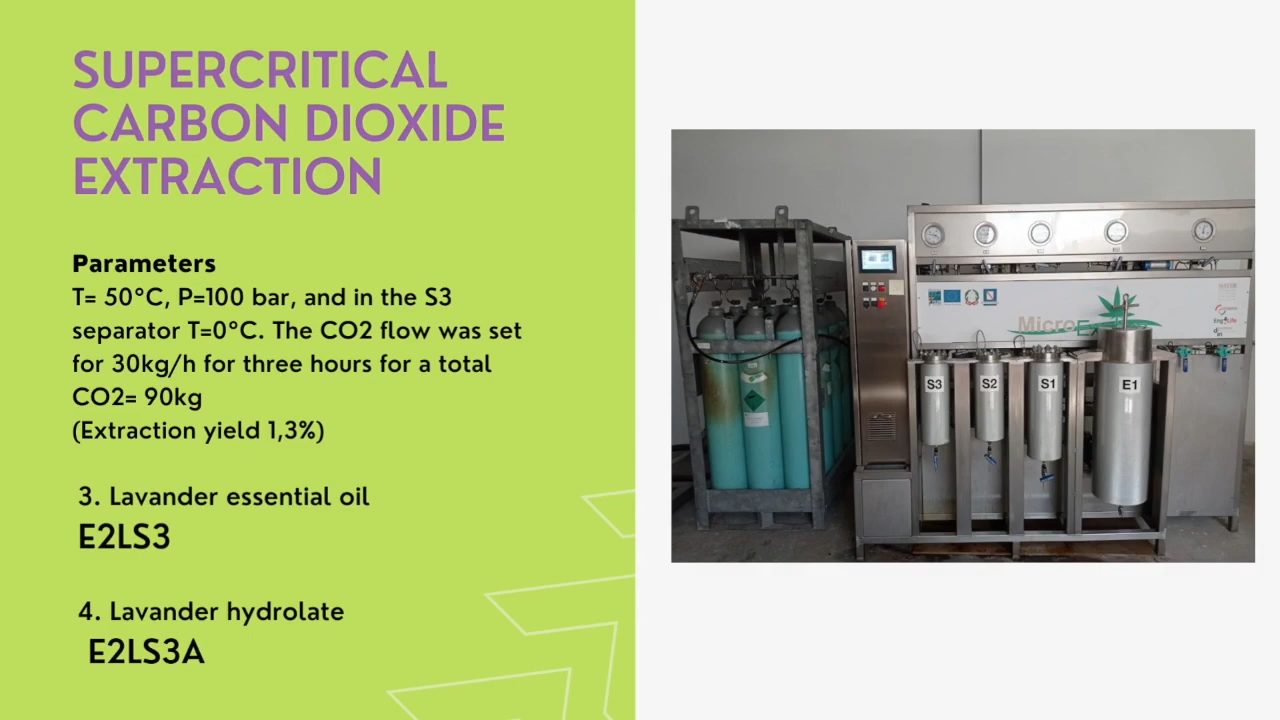 SUPERCRITICAL
CARBON DIOXIDE
EXTRACTION
Parameters
T= 50°C, P=100 bar, and in the S3
separator T=0°C. The CO2 flow was set
for 30kg/h for three hours for a total
CO2= 90kg
(Extraction yield 1,3%)
3. Lavander essential oil
E2LS3
4. Lavander hydrolate
E2LS3A
S3
S2
S1
E1